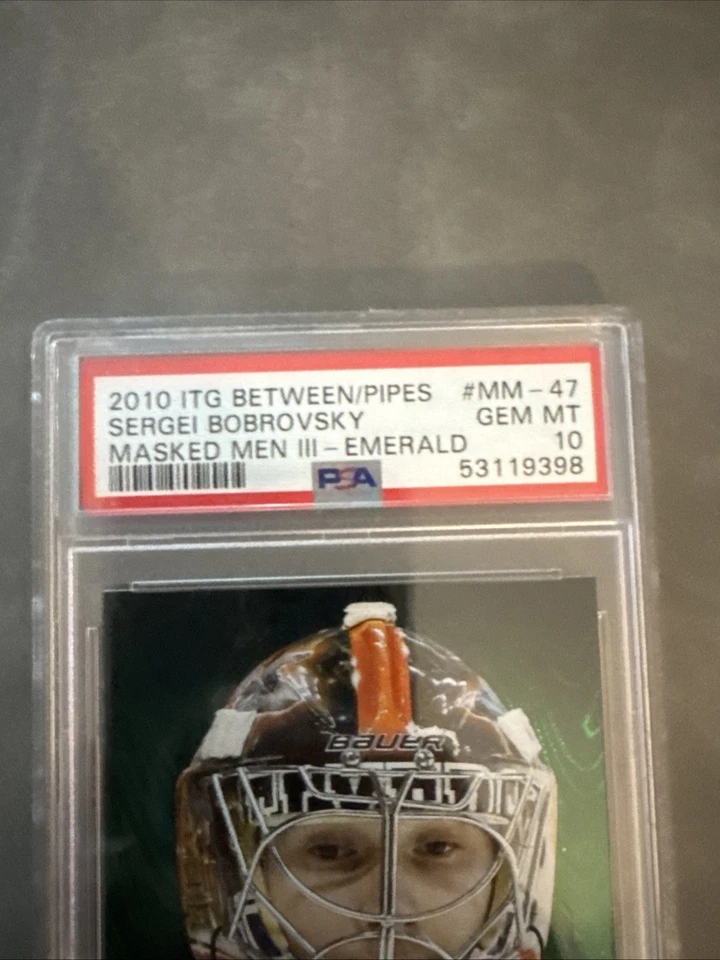 2010 ITG BETWEEN/PIPES #MM-47
SERGEI BOBROVSKY GEM MT
MASKED MEN III - EMERALD 10
PSA 53119398
BAUER